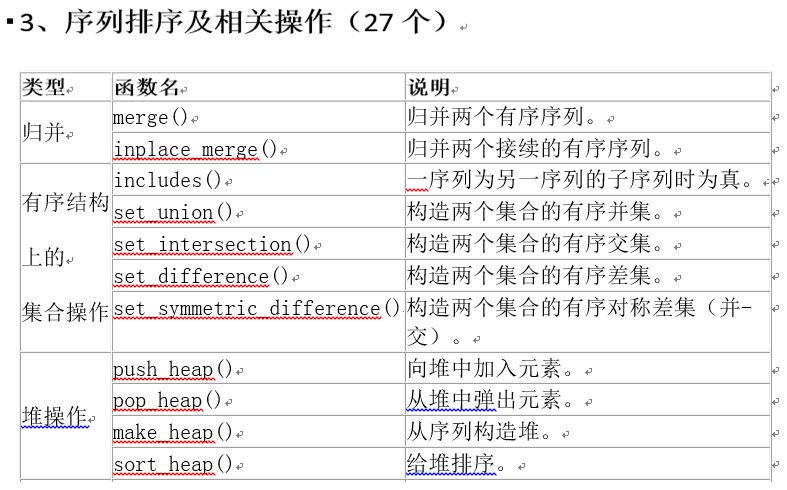 ▪3、序列排序及相关操作（27 个）
类型 函数名 说明
归并
merge() 归并两个有序序列。
inplace_merge() 归并两个接续的有序序列。
有序结构
上的
集合操作
includes() 一序列为另一序列的子序列时为真。
set_union() 构造两个集合的有序并集。
set_intersection() 构造两个集合的有序交集。
set_difference() 构造两个集合的有序差集。
set_symmetric_difference() 构造两个集合的有序对称差集（并-
交）。
堆操作
push_heap() 向堆中加入元素。
pop_heap() 从堆中弹出元素。
make_heap() 从序列构造堆。
sort_heap() 给堆排序。